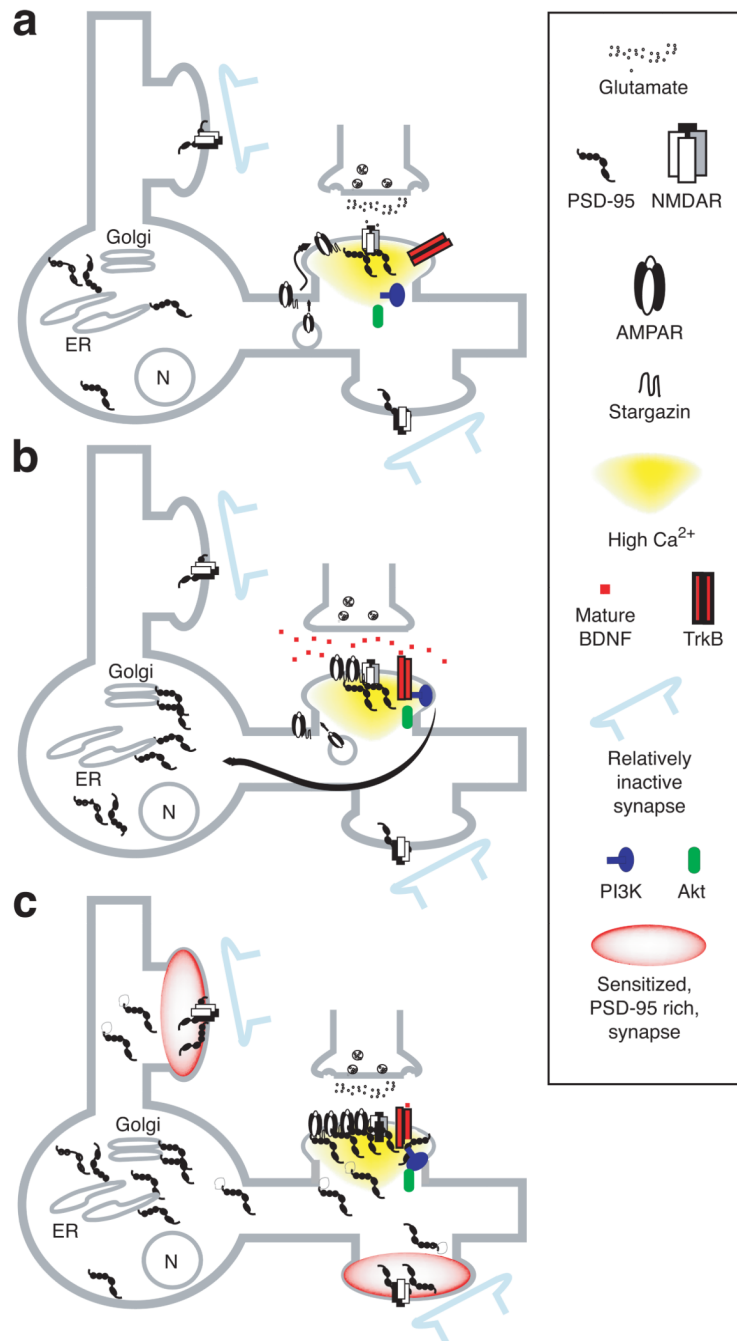 a
Golgi
ER
N
b
Golgi
ER
N
c
Golgi
ER
N
Glutamate
PSD-95 NMDAR
AMPAR
Stargazin
High Ca²⁺
Mature
BDNF
TrkB
Relatively
inactive
synapse
PI3K Akt
Sensitized,
PSD-95 rich,
synapse